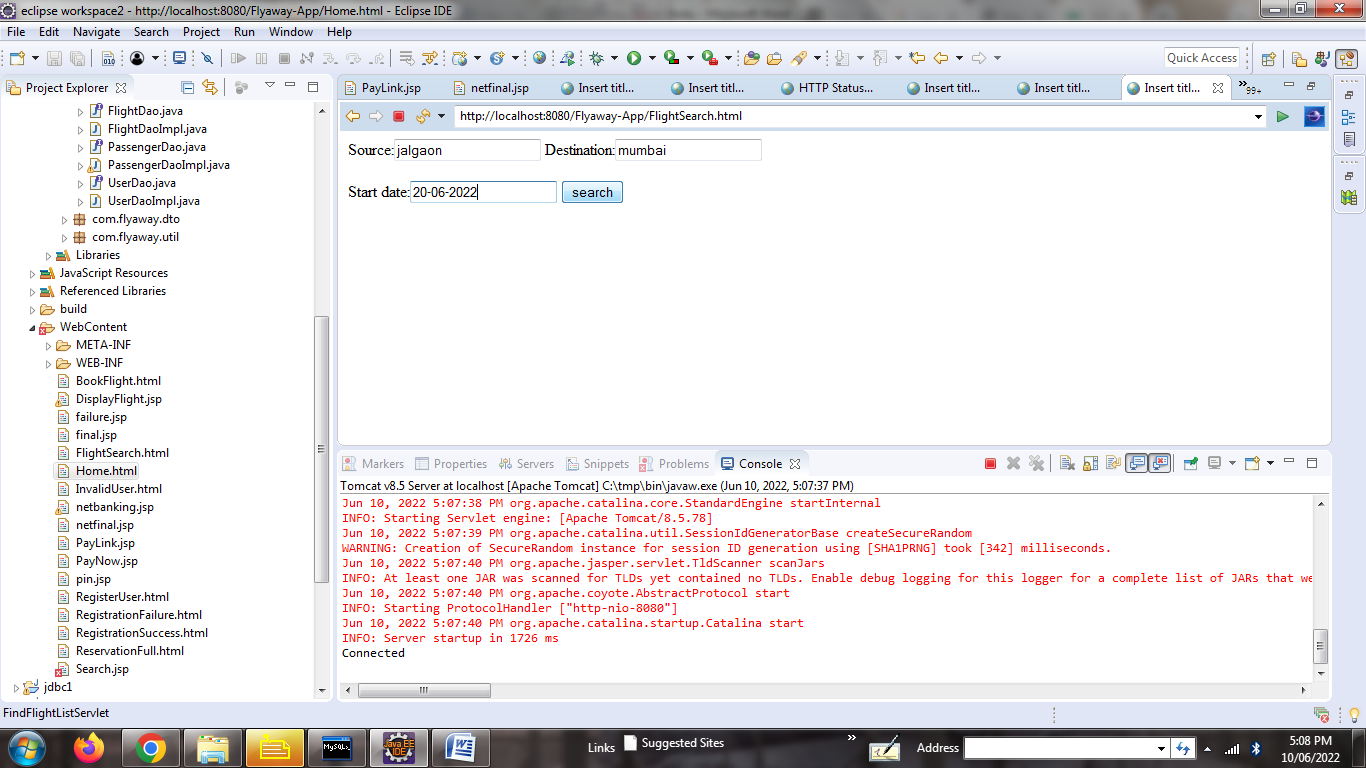 eclipse workspace2 - http://localhost:8080/Flyaway-App/Home.html - Eclipse IDE
File Edit Navigate Search Project Run Window Help
Quick Access
Project Explorer
FlightDao.java
FlightDaoImpl.java
PassengerDao.java
PassengerDaoImpl.java
UserDao.java
UserDaoImpl.java
com.flyaway.dto
com.flyaway.util
Libraries
JavaScript Resources
Referenced Libraries
build
WebContent
META-INF
WEB-INF
BookFlight.html
DisplayFlight.jsp
failure.jsp
final.jsp
FlightSearch.html
Home.html
InvalidUser.html
netbanking.jsp
netfinal.jsp
PayLink.jsp
PayNow.jsp
pin.jsp
RegisterUser.html
RegistrationFailure.html
RegistrationSuccess.html
ReservationFull.html
Search.jsp
jdbc1
PayLink.jsp netfinal.jsp Insert titl... Insert titl... HTTP Status... Insert titl... Insert titl... Insert titl... »99+
http://localhost:8080/Flyaway-App/FlightSearch.html
Source: jalgaon Destination: mumbai
Start date: 20-06-2022 search
Markers Properties Servers Snippets Problems Console
Tomcat v8.5 Server at localhost [Apache Tomcat] C:\tmp\bin\javaw.exe (Jun 10, 2022, 5:07:37 PM)
Jun 10, 2022 5:07:38 PM org.apache.catalina.core.StandardEngine startInternal
INFO: Starting Servlet engine: [Apache Tomcat/8.5.78]
Jun 10, 2022 5:07:39 PM org.apache.catalina.util.SessionIdGeneratorBase createSecureRandom
WARNING: Creation of SecureRandom instance for session ID generation using [SHA1PRNG] took [342] milliseconds.
Jun 10, 2022 5:07:40 PM org.apache.jasper.servlet.TldScanner scanJars
INFO: At least one JAR was scanned for TLDs yet contained no TLDs. Enable debug logging for this logger for a complete list of JARs that we
Jun 10, 2022 5:07:40 PM org.apache.coyote.AbstractProtocol start
INFO: Starting ProtocolHandler ["http-nio-8080"]
Jun 10, 2022 5:07:40 PM org.apache.catalina.startup.Catalina start
INFO: Server startup in 1726 ms
Connected
FindFlightListServlet
MySQL
Java EE
IDE
Links Suggested Sites » Address
5:08 PM
10/06/2022